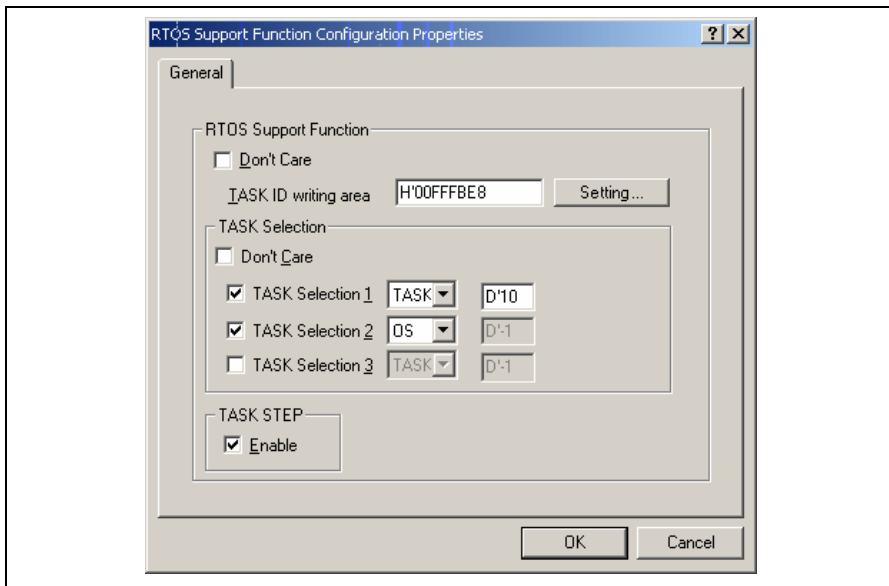 RTOS Support Function Configuration Properties
General
RTOS Support Function
Don't Care
TASK ID writing area H'00FFFBE8 Setting...
TASK Selection
Don't Care
TASK Selection 1 TASK D'10
TASK Selection 2 OS D'-1
TASK Selection 3 TASK D'-1
TASK STEP
Enable
OK Cancel